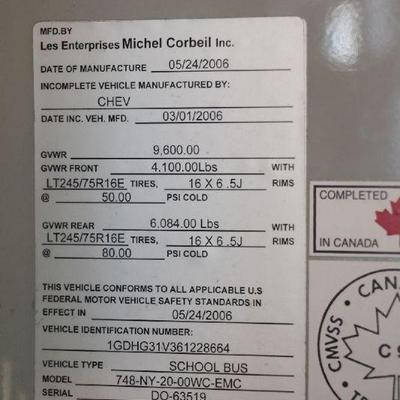 MFD.BY
Les Enterprises Michel Corbeil Inc.
DATE OF MANUFACTURE 05/24/2006
INCOMPLETE VEHICLE MANUFACTURED BY:
CHEV
DATE INC. VEH. MFD. 03/01/2006
GVWR 9,600.00
GVWR FRONT 4,100.00Lbs WITH
LT245/75R16E TIRES, 16 X 6 .5J RIMS
@ 50.00 PSI COLD
GVWR REAR 6,084.00 Lbs WITH
LT245/75R16E TIRES, 16 X 6 .5J RIMS
@ 80.00 PSI COLD
THIS VEHICLE CONFORMS TO ALL APPLICABLE U.S
FEDERAL MOTOR VEHICLE SAFETY STANDARDS IN
EFFECT IN 05/24/2006
VEHICLE IDENTIFICATION NUMBER:
1GDHG31V361228664
VEHICLE TYPE SCHOOL BUS
MODEL 748-NY-20-00WC-EMC
SERIAL DO-63519
COMPLETED
IN CANADA
CMVSS
CANA